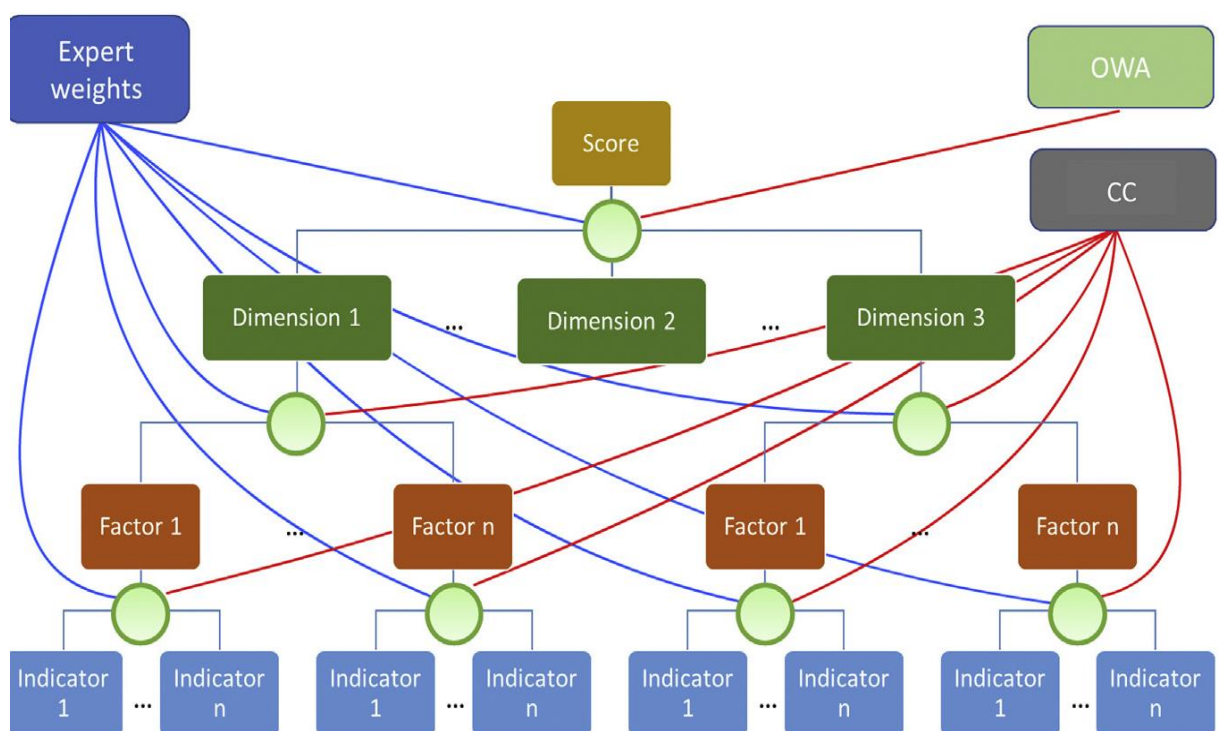 Expert
weights
OWA
Score
CC
Dimension 1
...
Dimension 2
...
Dimension 3
Factor 1
...
Factor n
Factor 1
...
Factor n
Indicator
1
...
Indicator
n
Indicator
1
...
Indicator
n
Indicator
1
...
Indicator
n
Indicator
1
...
Indicator
n